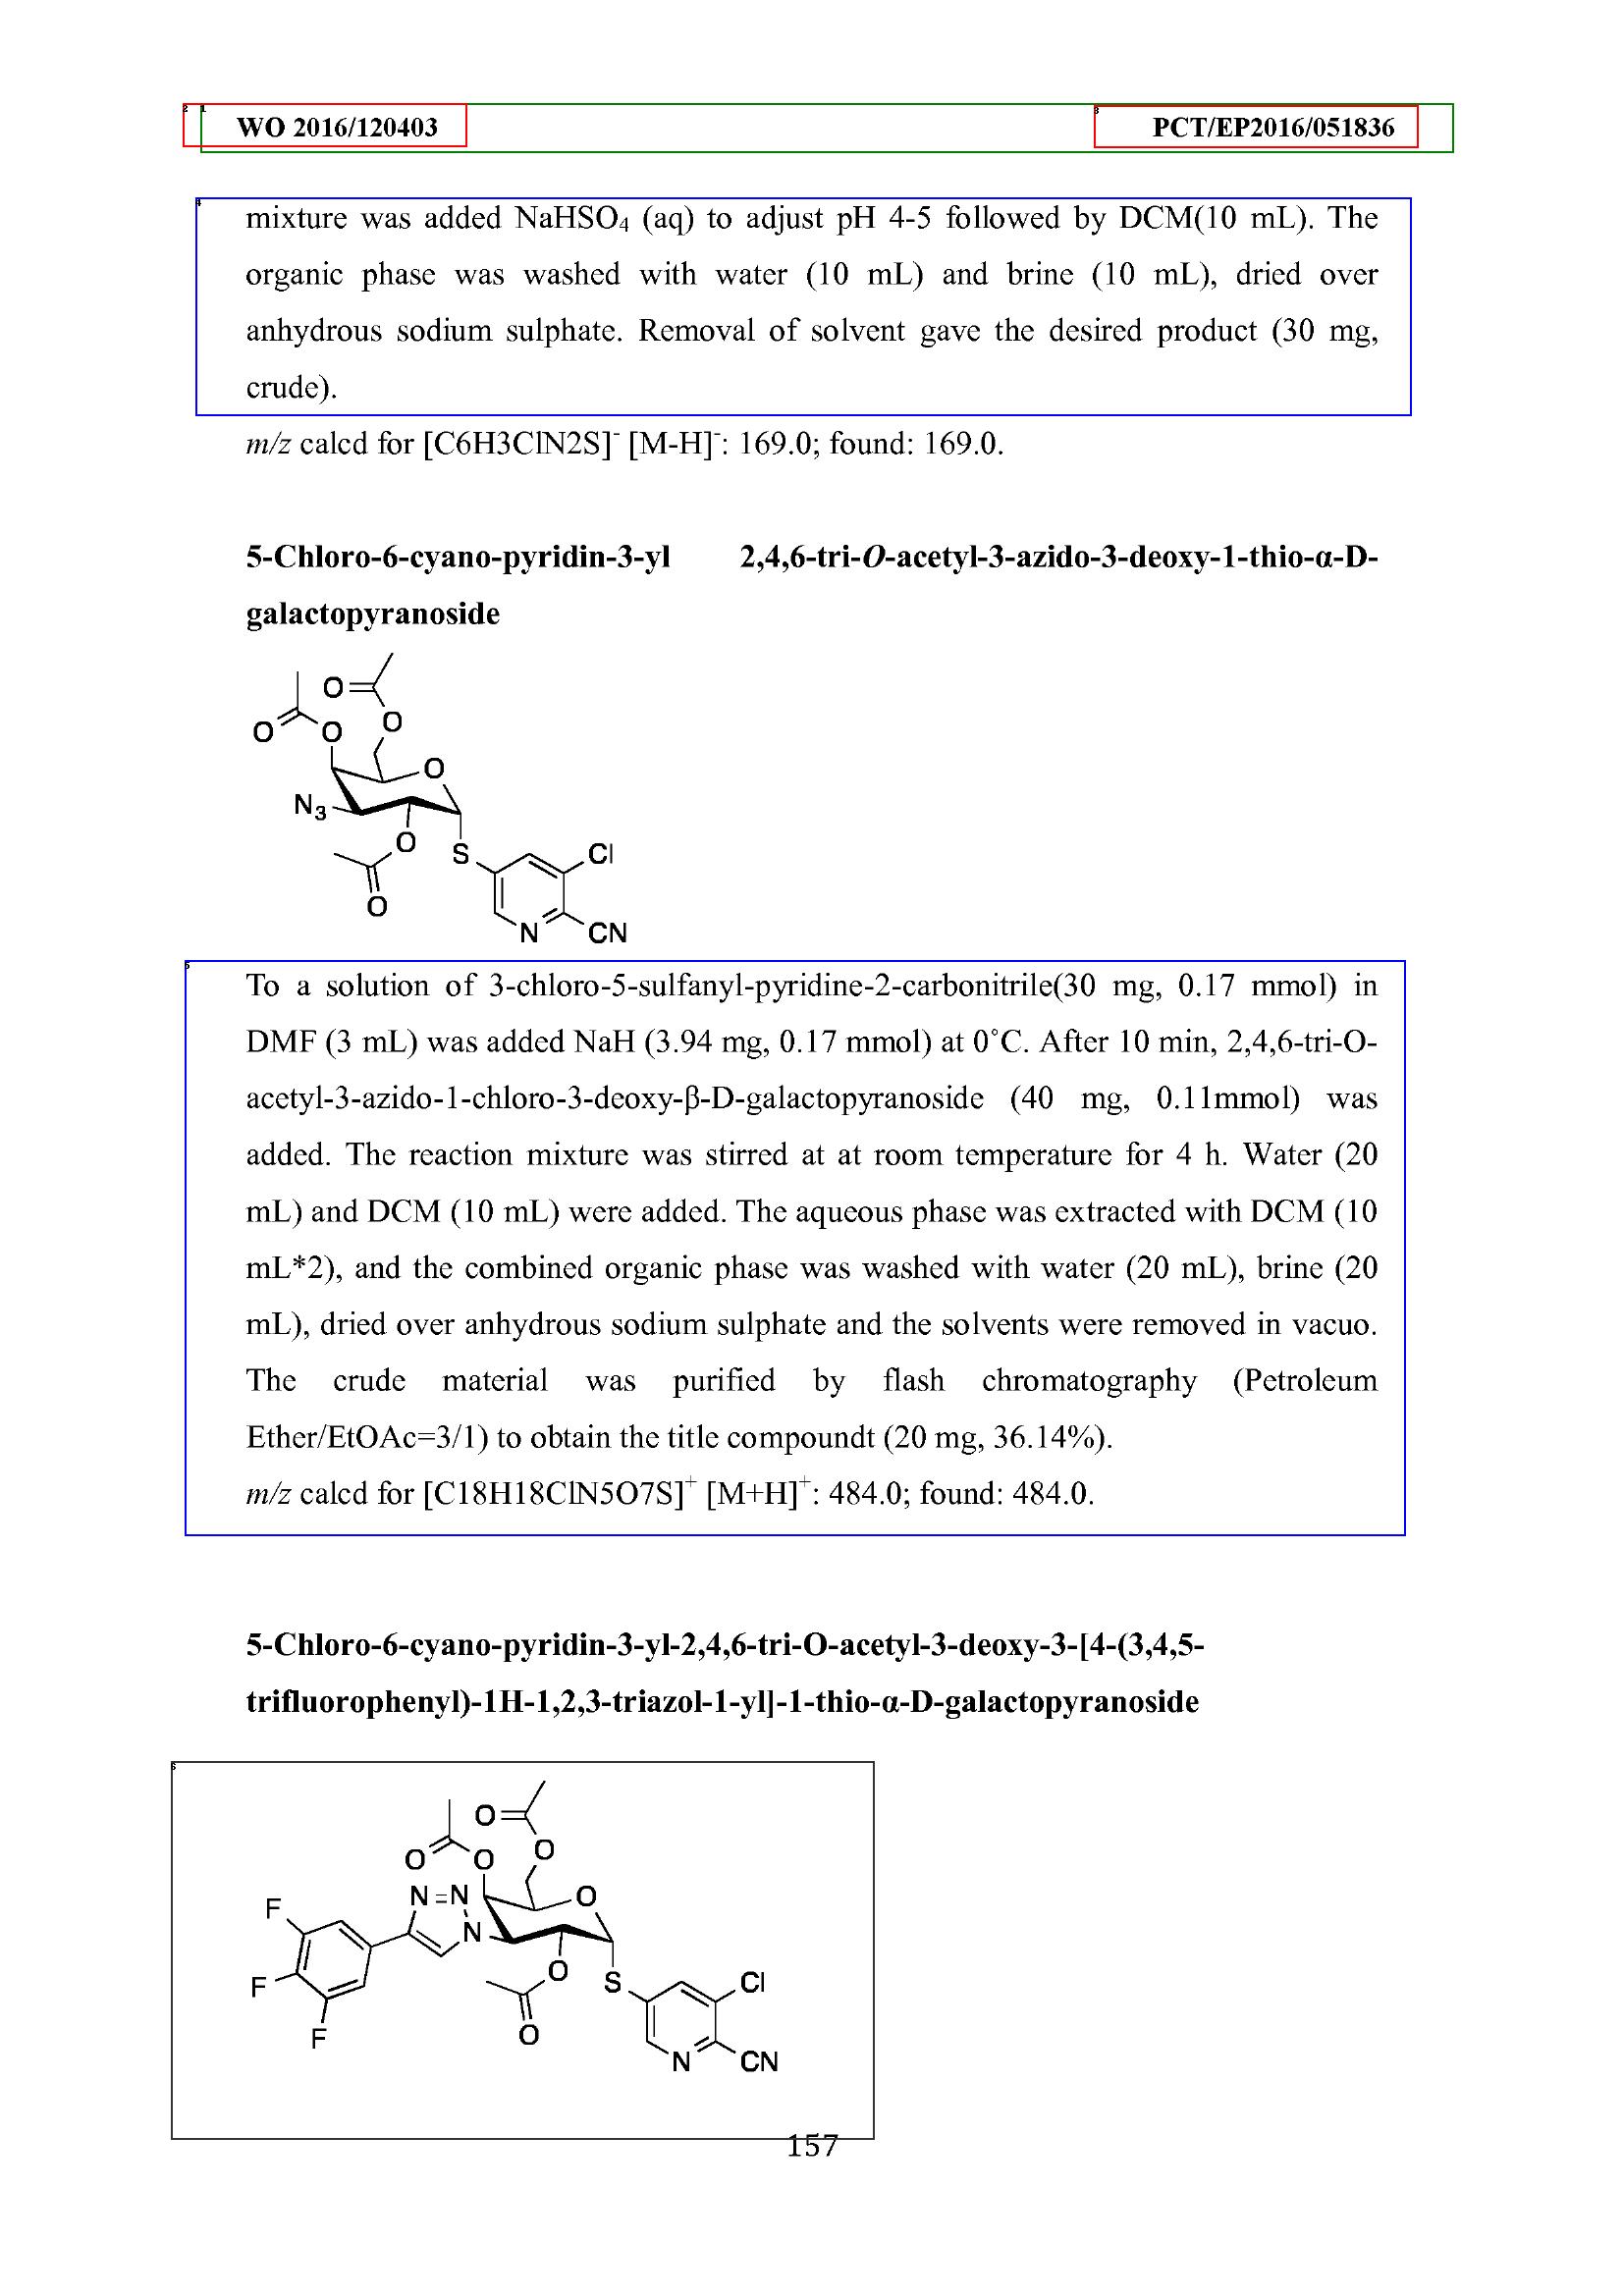 WO 2016/120403 PCT/EP2016/051836
mixture was added NaHSO4 (aq) to adjust pH 4-5 followed by DCM(10 mL). The
organic phase was washed with water (10 mL) and brine (10 mL), dried over
anhydrous sodium sulphate. Removal of solvent gave the desired product (30 mg,
crude).
m/z calcd for [C6H3ClN2S]- [M-H]-: 169.0; found: 169.0.
5-Chloro-6-cyano-pyridin-3-yl 2,4,6-tri-O-acetyl-3-azido-3-deoxy-1-thio-α-D-
galactopyranoside
O
O
O O
O
N3
O S Cl
O
N CN
To a solution of 3-chloro-5-sulfanyl-pyridine-2-carbonitrile(30 mg, 0.17 mmol) in
DMF (3 mL) was added NaH (3.94 mg, 0.17 mmol) at 0˚C. After 10 min, 2,4,6-tri-O-
acetyl-3-azido-1-chloro-3-deoxy-β-D-galactopyranoside (40 mg, 0.11mmol) was
added. The reaction mixture was stirred at at room temperature for 4 h. Water (20
mL) and DCM (10 mL) were added. The aqueous phase was extracted with DCM (10
mL*2), and the combined organic phase was washed with water (20 mL), brine (20
mL), dried over anhydrous sodium sulphate and the solvents were removed in vacuo.
The crude material was purified by flash chromatography (Petroleum
Ether/EtOAc=3/1) to obtain the title compoundt (20 mg, 36.14%).
m/z calcd for [C18H18ClN5O7S]+ [M+H]+: 484.0; found: 484.0.
5-Chloro-6-cyano-pyridin-3-yl-2,4,6-tri-O-acetyl-3-deoxy-3-[4-(3,4,5-
trifluorophenyl)-1H-1,2,3-triazol-1-yl]-1-thio-α-D-galactopyranoside
O
O
O O
N=N O
F
N
O S Cl
F
O
F
N CN
157